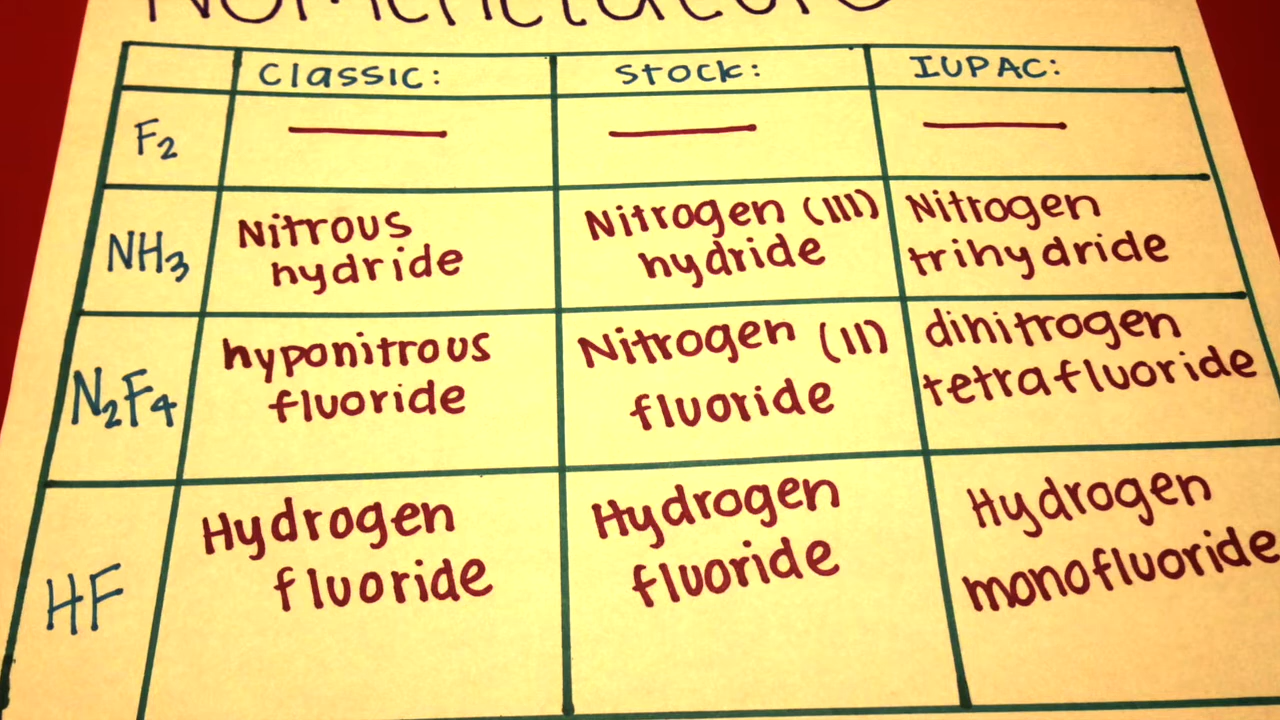 Nomenclature
Classic: Stock: IUPAC:
F2
NH3 Nitrous Nitrogen (III) Nitrogen
hydride hydride trihydride
N2F4 hyponitrous Nitrogen (II) dinitrogen
fluoride fluoride tetrafluoride
HF Hydrogen Hydrogen Hydrogen
fluoride fluoride monofluoride